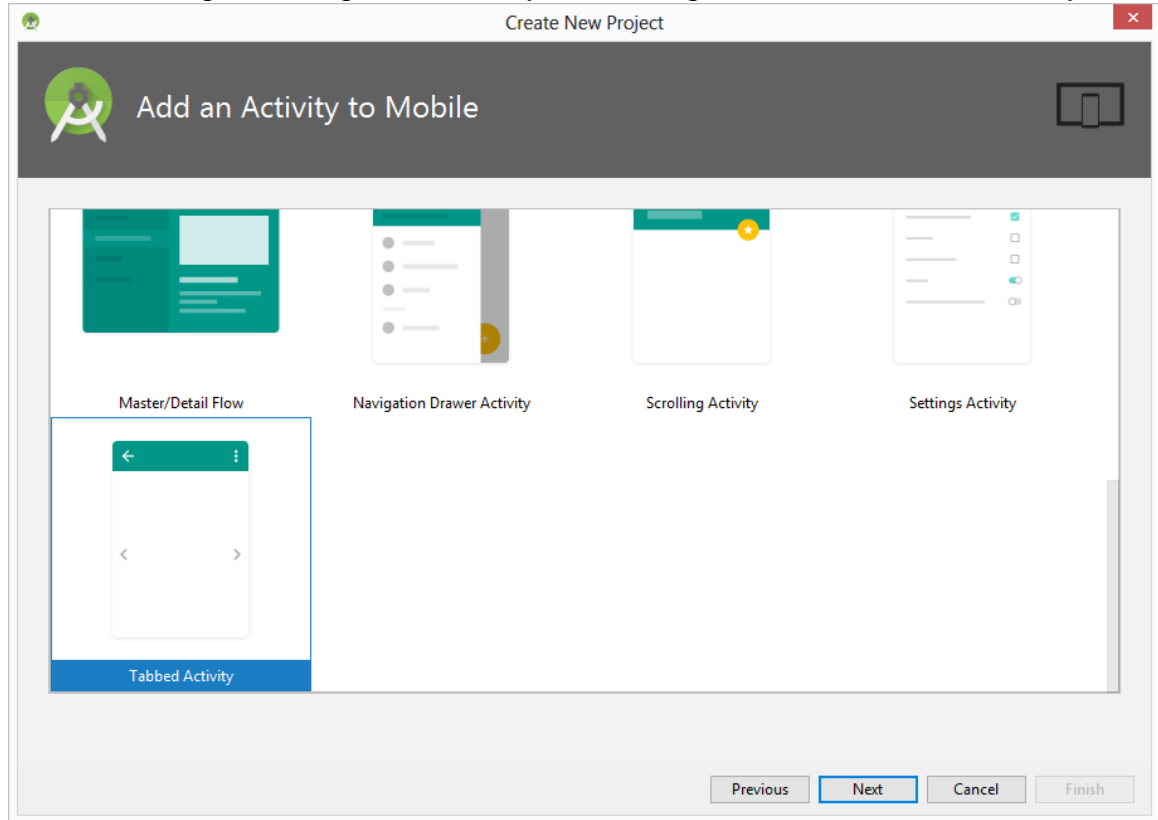 Create New Project
Add an Activity to Mobile
Master/Detail Flow
Navigation Drawer Activity
Scrolling Activity
Settings Activity
Tabbed Activity
Previous
Next
Cancel
Finish